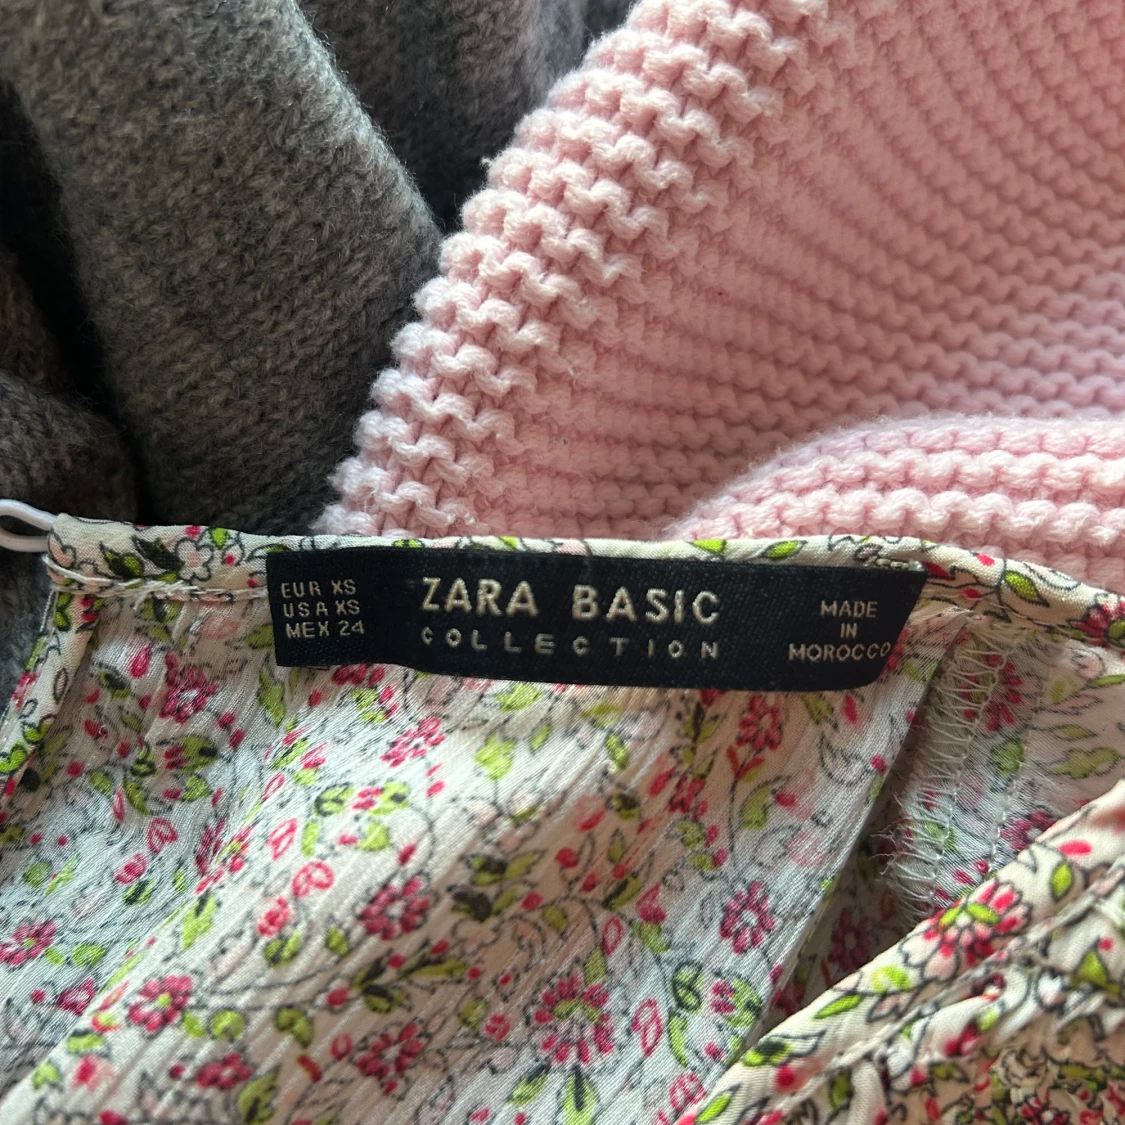 EUR XS
USA XS
MEX 24
ZARA BASIC
COLLECTION
MADE
IN
MOROCCO